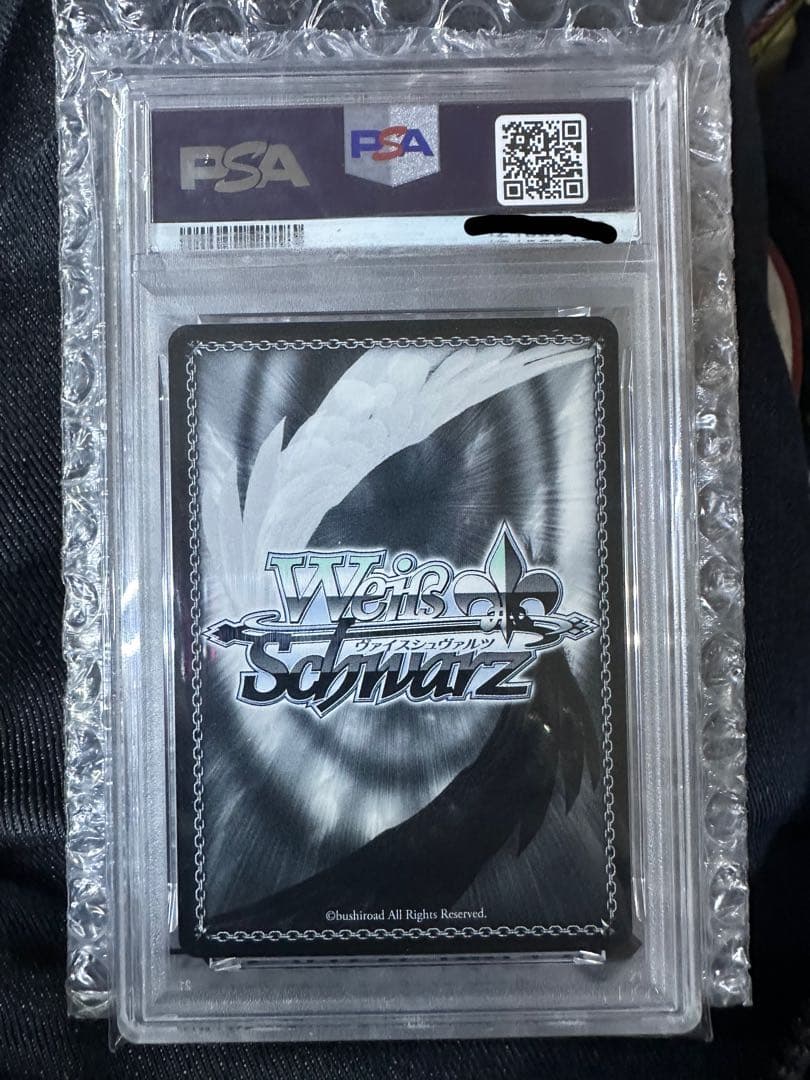 PSA
PSA
Weiß
ヴァイスシュヴァルツ
Schwarz
©bushiroad All Rights Reserved.